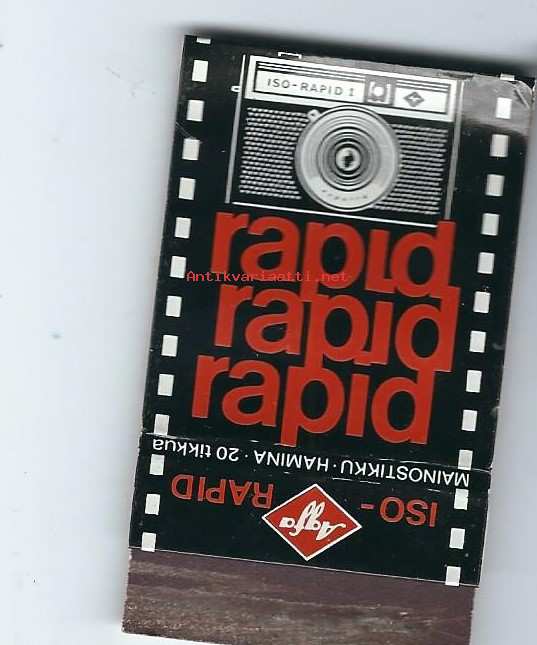 ISO-RAPID I
rapid
Antikvariaatti.net
rapid
rapid
MAINOSTIKKU · HAMINA · 20 tikkua
ISO-RAPID
Agfa